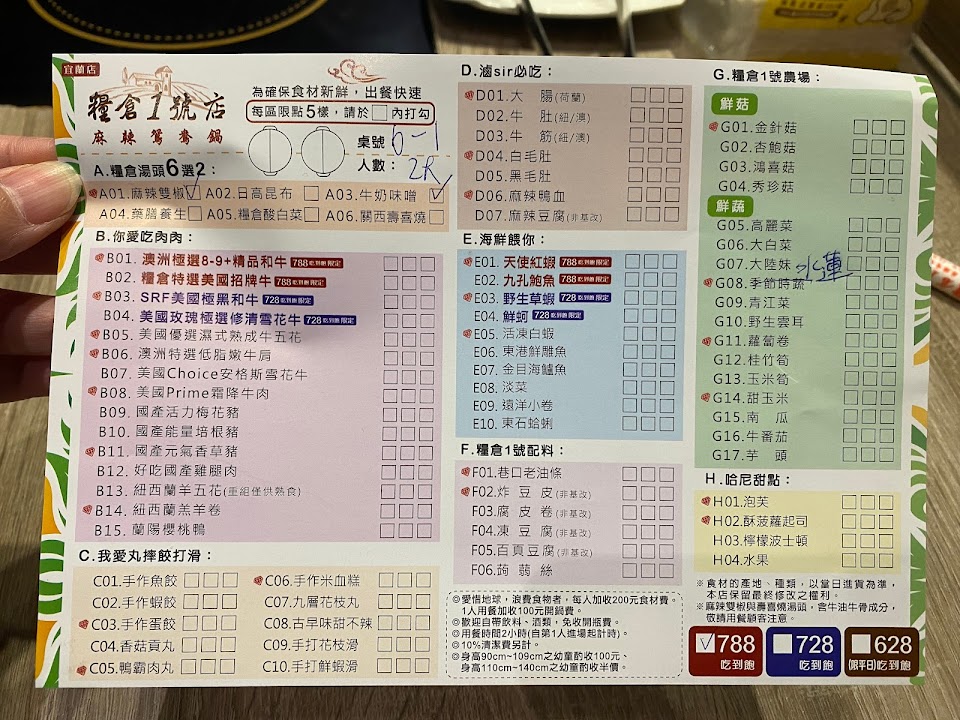 宜蘭店
糧倉1號店
麻辣鴛鴦鍋
為確保食材新鮮,出餐快速
每區限點5樣,請於□內打勾
桌號 6-1
人數: 2大
A.糧倉湯頭6選2:
A01.麻辣雙椒☑ A02.日高昆布□ A03.牛奶味噌☑
A04.藥膳養生□ A05.糧倉酸白菜□ A06.關西壽喜燒□
B.你愛吃肉肉:
B01. 澳洲極選8-9+精品和牛 788吃到飽 限定
B02. 糧倉特選美國招牌牛 788吃到飽 限定
B03. SRF美國極黑和牛 728吃到飽 限定
B04. 美國玫瑰極選修清雪花牛 728吃到飽 限定
B05. 美國優選濕式熟成牛五花
B06. 澳洲特選低脂嫩牛肩
B07. 美國Choice安格斯雪花牛
B08. 美國Prime霜降牛肉
B09. 國產活力梅花豬
B10. 國產能量培根豬
B11. 國產元氣香草豬
B12. 好吃國產雞腿肉
B13. 紐西蘭羊五花(重組僅供熟食)
B14. 紐西蘭羔羊卷
B15. 蘭陽櫻桃鴨
C.我愛丸摔餃打滑:
C01.手作魚餃
C02.手作蝦餃
C03.手作蛋餃
C04.香菇貢丸
C05.鴨霸肉丸
C06.手作米血糕
C07.九層花枝丸
C08.古早味甜不辣
C09.手打花枝滑
C10.手打鮮蝦滑
D.滷sir必吃:
D01.大 腸(荷蘭)
D02.牛 肚(紐/澳)
D03.牛 筋(紐/澳)
D04.白毛肚
D05.黑毛肚
D06.麻辣鴨血
D07.麻辣豆腐(非基改)
E.海鮮餵你:
E01. 天使紅蝦 788吃到飽 限定
E02. 九孔鮑魚 788吃到飽 限定
E03. 野生草蝦 728吃到飽 限定
E04. 鮮蚵 728吃到飽 限定
E05.活凍白蝦
E06.東港鮮雕魚
E07.金目海鱸魚
E08.淡菜
E09.遠洋小卷
E10.東石蛤蜊
F.糧倉1號配料:
F01.巷口老油條
F02.炸 豆 皮(非基改)
F03.腐 皮 卷(非基改)
F04.凍 豆 腐(非基改)
F05.百頁豆腐(非基改)
F06.蒟 蒻 絲
◎愛惜地球,浪費食物者,每人加收200元食材費。
1人用餐加收100元開鍋費。
◎歡迎自帶飲料、酒類,免收開瓶費。
◎用餐時間2小時(自第1人進場起計時)。
◎10%清潔費另計。
◎身高90cm~109cm之幼童酌收100元、
身高110cm~140cm之幼童酌收半價。
G.糧倉1號農場:
鮮菇
G01.金針菇
G02.杏鮑菇
G03.鴻喜菇
G04.秀珍菇
鮮蔬
G05.高麗菜
G06.大白菜
G07.大陸妹
G08.季節時蔬 水蓮
G09.青江菜
G10.野生雲耳
G11.蘿蔔卷
G12.桂竹筍
G13.玉米筍
G14.甜玉米
G15.南 瓜
G16.牛番茄
G17.芋 頭
H.哈尼甜點:
H01.泡芙
H02.酥菠蘿起司
H03.檸檬波士頓
H04.水果
※食材的產地、種類,以當日進貨為準,
本店保留最終修改之權利。
※麻辣雙椒與壽喜燒湯頭,含牛油牛骨成分,
敬請用餐顧客注意。
☑788 吃到飽
□728 吃到飽
□628 (限平日)吃到飽